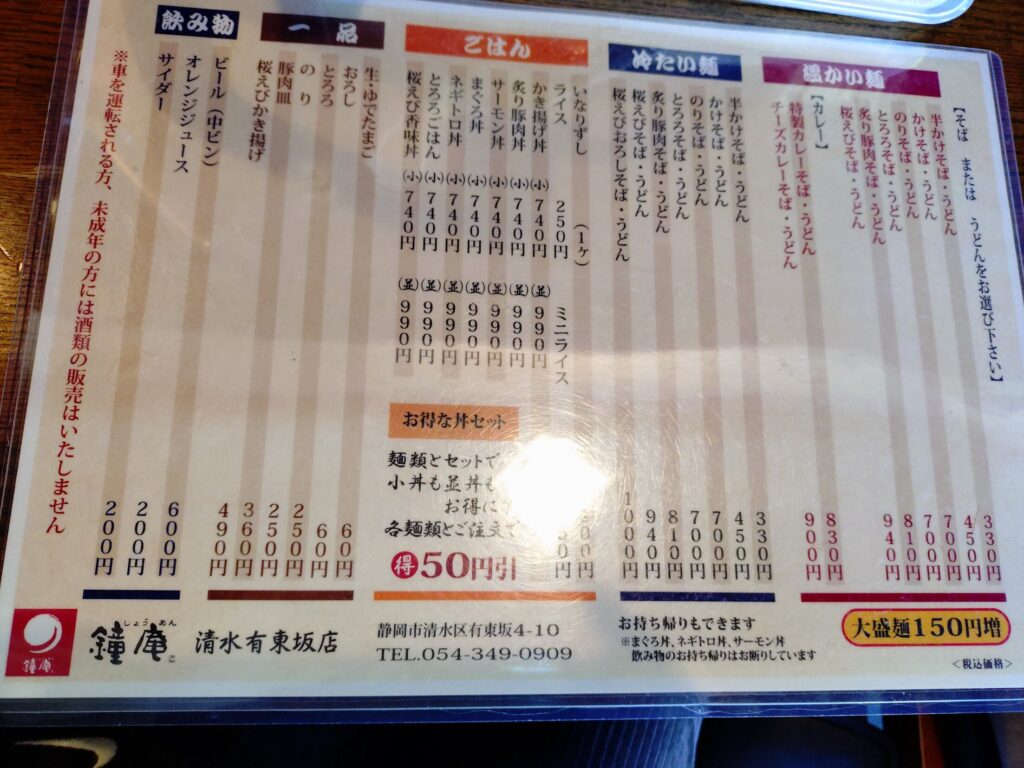 温かい麺
【そば または うどんをお選び下さい】
半かけそば・うどん 330円
かけそば・うどん 450円
のりそば・うどん 700円
とろろそば・うどん 700円
炙り豚肉そば・うどん 810円
桜えびそば・うどん 940円
【カレー】
特製カレーそば・うどん 830円
チーズカレーそば・うどん 900円
冷たい麺
半かけそば・うどん 330円
かけそば・うどん 450円
のりそば・うどん 700円
とろろそば・うどん 700円
炙り豚肉そば・うどん 810円
桜えびそば・うどん 940円
桜えびおろしそば・うどん 1000円
ごはん
いなりずし (1ケ)
ライス 250円 ミニライス
かき揚げ丼 (小)740円 (並)990円
炙り豚肉丼 (小)740円 (並)990円
サーモン丼 (小)740円 (並)990円
まぐろ丼 (小)740円 (並)990円
ネギトロ丼 (小)740円 (並)990円
とろろごはん (小)740円 (並)990円
桜えび香味丼 (小)740円 (並)990円
お得な丼セット
麺類とセットで
小丼も並丼も
お得に
各麺類とご注文で
得50円引
一品
生・ゆでたまご 60円
おろし 60円
とろろ 250円
のり 250円
豚肉皿 360円
桜えびかき揚げ 490円
飲み物
ビール(中ビン) 600円
オレンジジュース 200円
サイダー 200円
※車を運転される方、未成年の方には酒類の販売はいたしません
鐘庵
しょうあん
鐘庵 清水有東坂店
静岡市清水区有東坂4-10
TEL.054-349-0909
お持ち帰りもできます
※まぐろ丼、ネギトロ丼、サーモン丼
飲み物のお持ち帰りはお断りしています
大盛麺150円増
<税込価格>